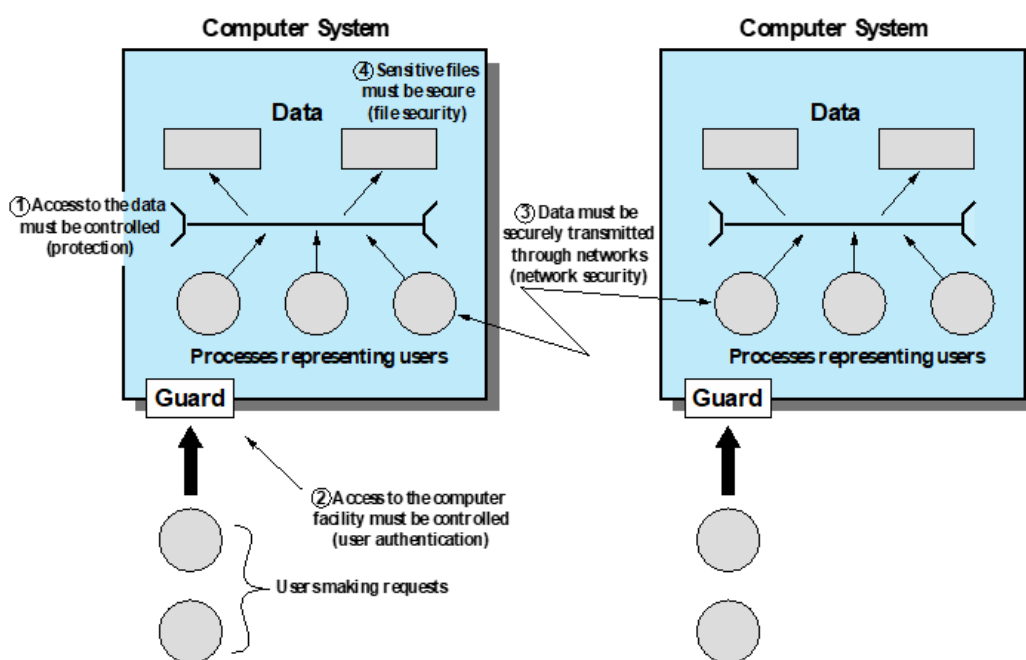 Computer System
④ Sensitive files
must be secure
(file security)
Data
① Access to the data
must be controlled
(protection)
Processes representing users
Guard
② Access to the computer
facility must be controlled
(user authentication)
Users making requests
③ Data must be
securely transmitted
through networks
(network security)
Computer System
Data
Processes representing users
Guard